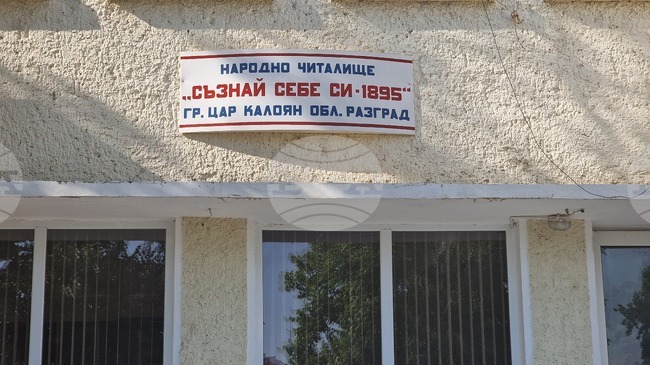 НАРОДНО ЧИТАЛИЩЕ
„СЪЗНАЙ СЕБЕ СИ-1895“
ГР. ЦАР КАЛОЯН ОБЛ. РАЗГРАД